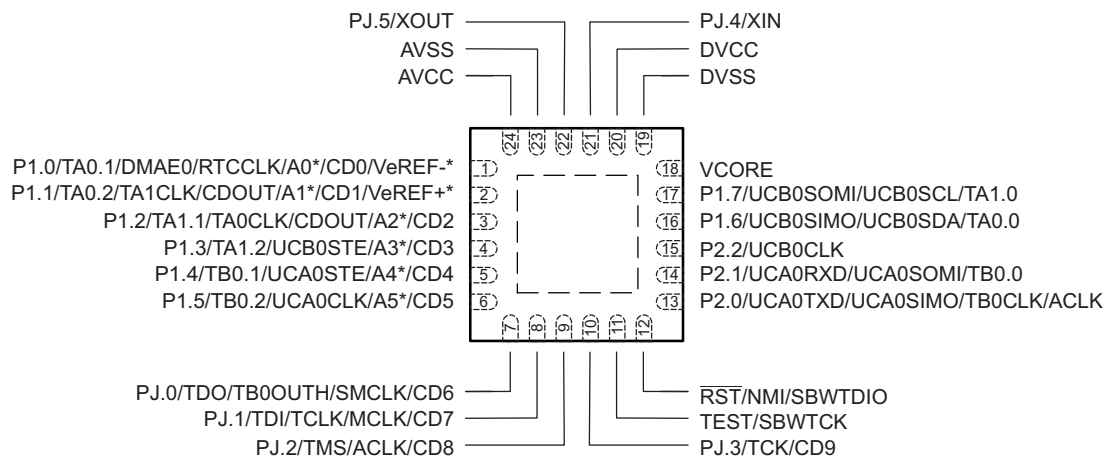 PJ.5/XOUT
AVSS
AVCC
PJ.4/XIN
DVCC
DVSS
24
23
22
21
20
19
P1.0/TA0.1/DMAE0/RTCCLK/A0*/CD0/VeREF-*
1
P1.1/TA0.2/TA1CLK/CDOUT/A1*/CD1/VeREF+*
2
P1.2/TA1.1/TA0CLK/CDOUT/A2*/CD2
3
P1.3/TA1.2/UCB0STE/A3*/CD3
4
P1.4/TB0.1/UCA0STE/A4*/CD4
5
P1.5/TB0.2/UCA0CLK/A5*/CD5
6
18
VCORE
17
P1.7/UCB0SOMI/UCB0SCL/TA1.0
16
P1.6/UCB0SIMO/UCB0SDA/TA0.0
15
P2.2/UCB0CLK
14
P2.1/UCA0RXD/UCA0SOMI/TB0.0
13
P2.0/UCA0TXD/UCA0SIMO/TB0CLK/ACLK
7
8
9
10
11
12
PJ.0/TDO/TB0OUTH/SMCLK/CD6
PJ.1/TDI/TCLK/MCLK/CD7
PJ.2/TMS/ACLK/CD8
RST/NMI/SBWTDIO
TEST/SBWTCK
PJ.3/TCK/CD9